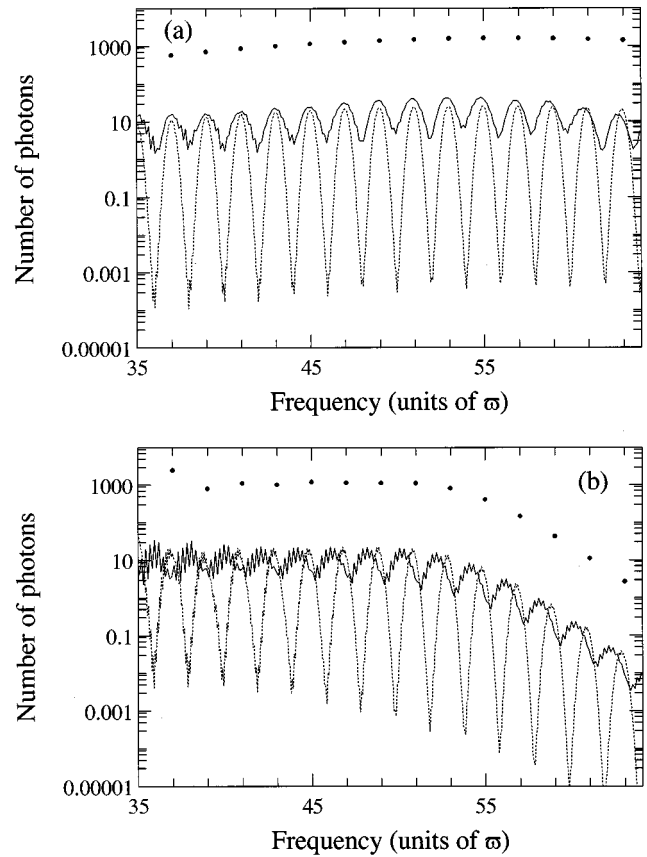 (a)
Number of photons
1000
10
0.1
0.001
0.00001
35
45
55
Frequency (units of ϖ)
(b)
Number of photons
1000
10
0.1
0.001
0.00001
35
45
55
Frequency (units of ϖ)